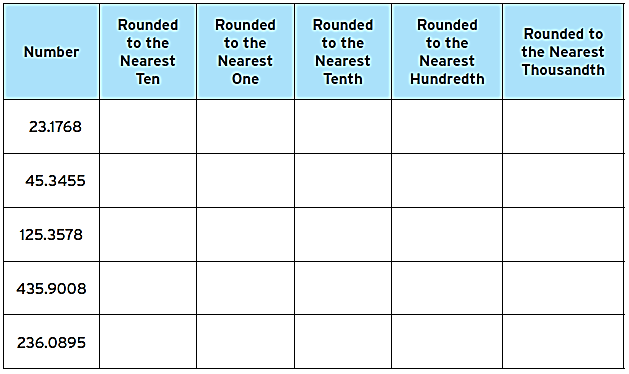 Number
Rounded
to the
Nearest
Ten
Rounded
to the
Nearest
One
Rounded
to the
Nearest
Tenth
Rounded
to the
Nearest
Hundredth
Rounded to
the Nearest
Thousandth
23.1768
45.3455
125.3578
435.9008
236.0895